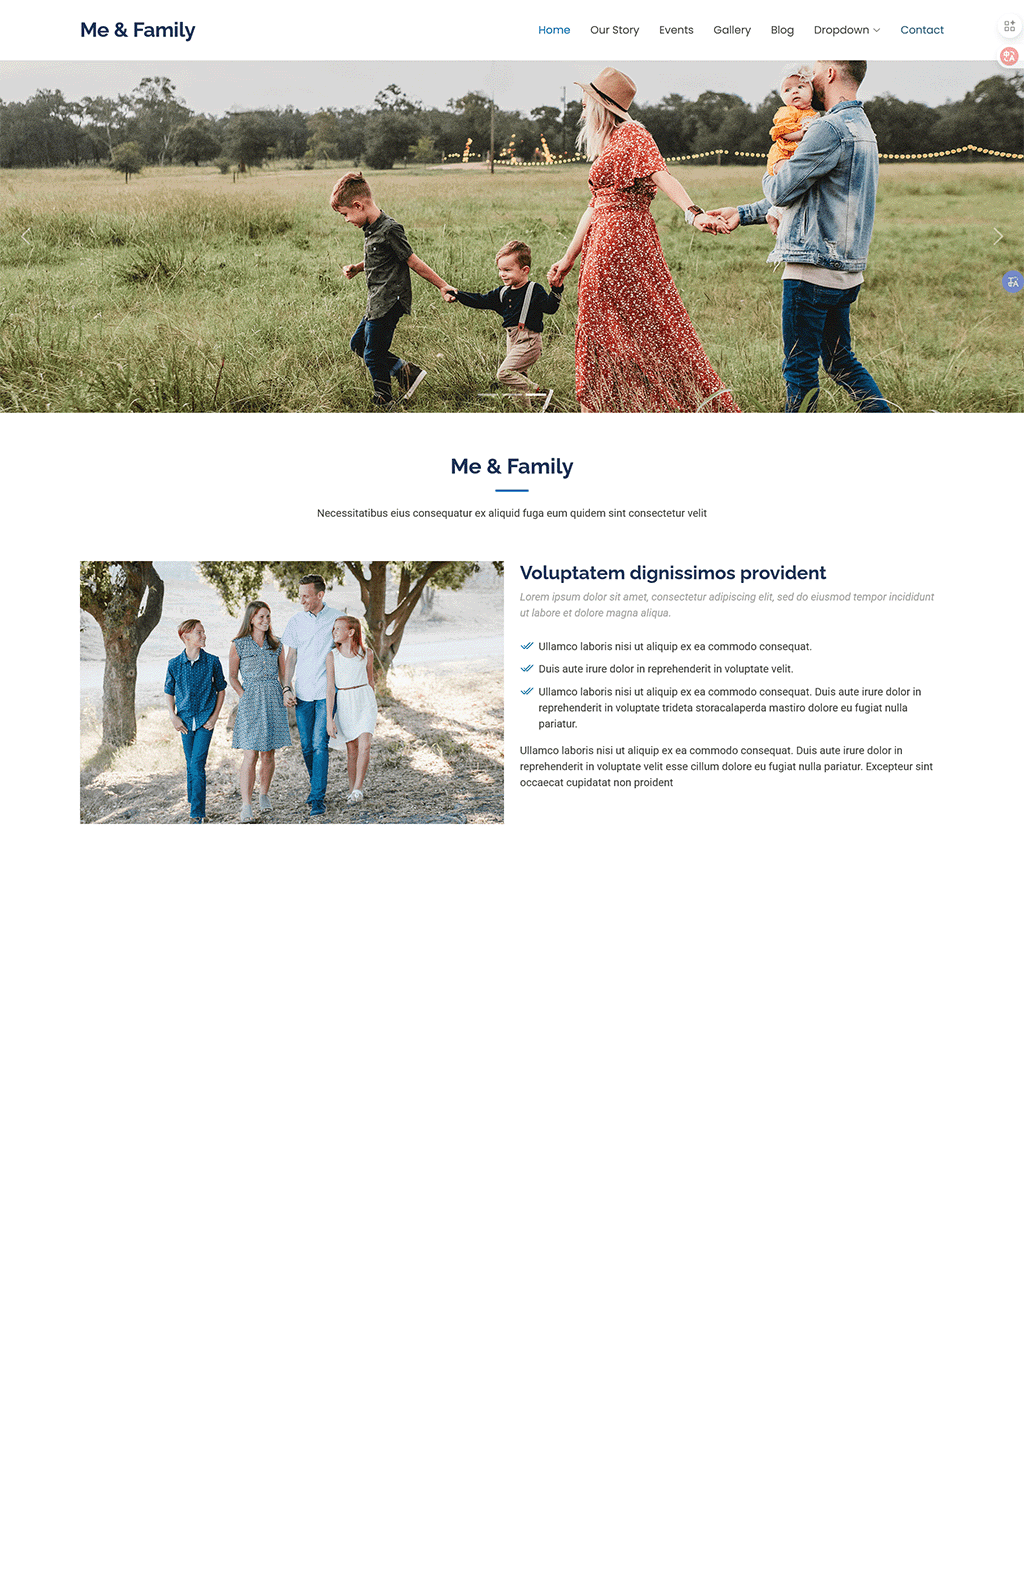 Me & Family
Home Our Story Events Gallery Blog Dropdown Contact
Me & Family
Necessitatibus eius consequatur ex aliquid fuga eum quidem sint consectetur velit
Voluptatem dignissimos provident
Lorem ipsum dolor sit amet, consectetur adipiscing elit, sed do eiusmod tempor incididunt
ut labore et dolore magna aliqua.
Ullamco laboris nisi ut aliquip ex ea commodo consequat.
Duis aute irure dolor in reprehenderit in voluptate velit.
Ullamco laboris nisi ut aliquip ex ea commodo consequat. Duis aute irure dolor in
reprehenderit in voluptate trideta storacalaperda mastiro dolore eu fugiat nulla
pariatur.
Ullamco laboris nisi ut aliquip ex ea commodo consequat. Duis aute irure dolor in
reprehenderit in voluptate velit esse cillum dolore eu fugiat nulla pariatur. Excepteur sint
occaecat cupidatat non proident